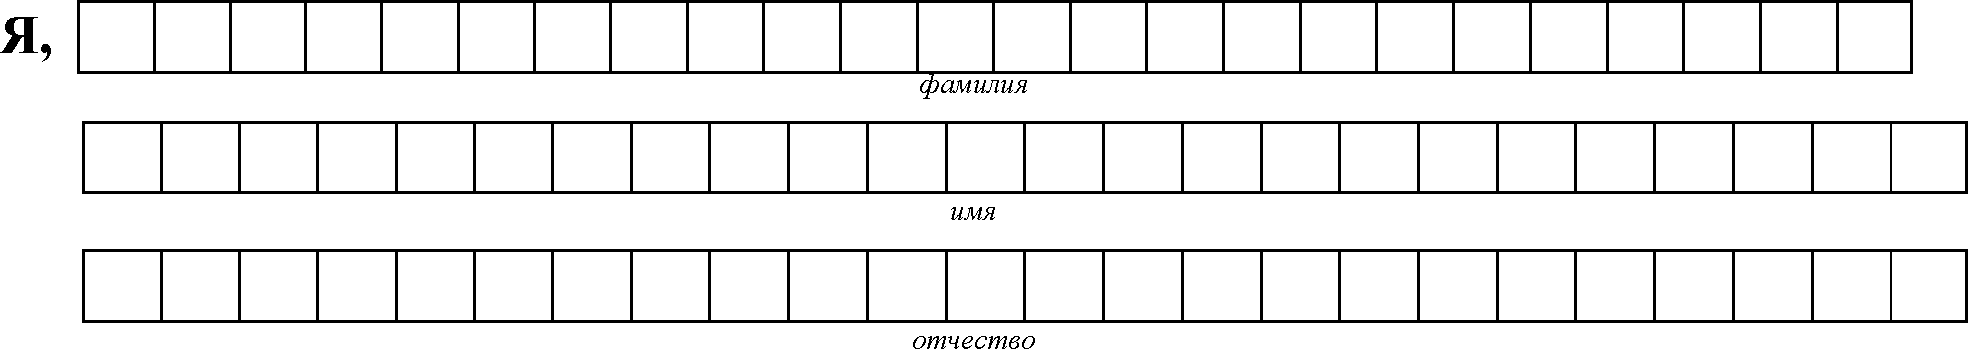 Я,
фамилия
имя
отчество